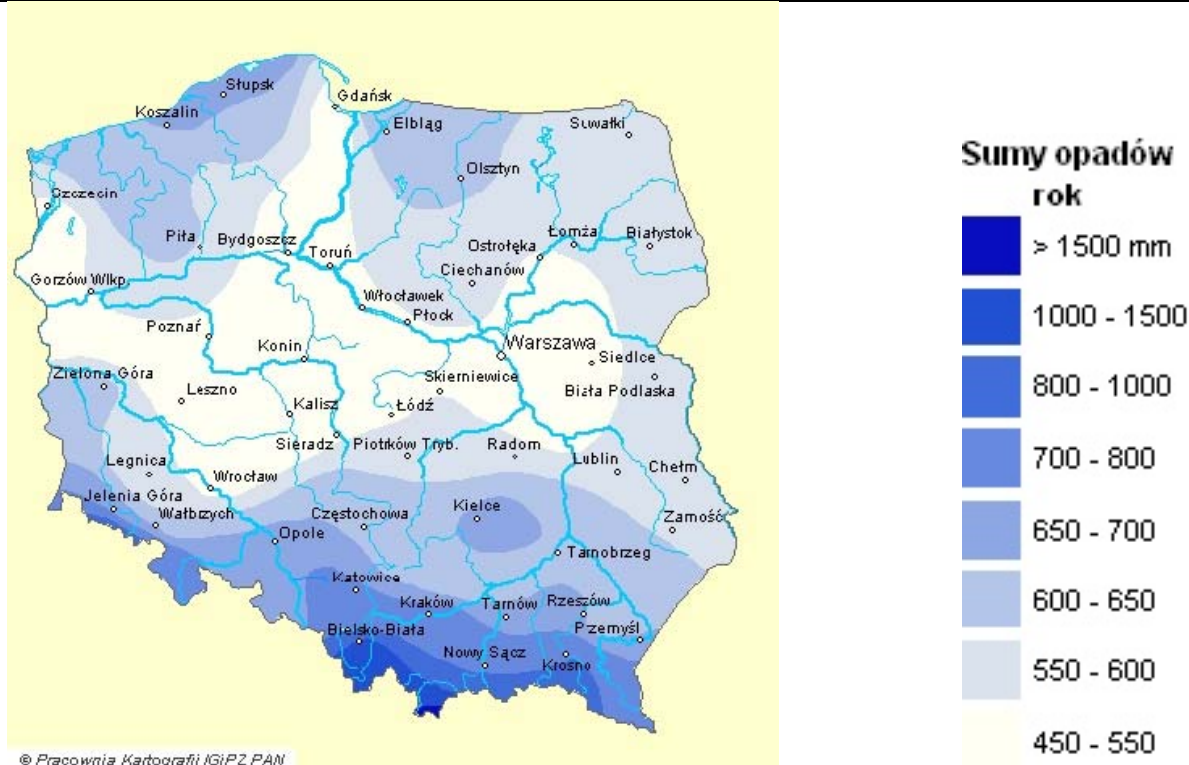 Słupsk
Gdańsk
Koszalin
Elbląg
Suwałki
Olsztyn
Szczecin
Piła
Bydgoszcz
Toruń
Ostrołęka
Łomża
Białystok
Ciechanów
Gorzów Wlkp.
Włocławek
Płock
Poznań
Konin
Warszawa
Siedlce
Zielona Góra
Leszno
Skierniewice
Biała Podlaska
Kalisz
Łódź
Sieradz
Piotrków Tryb.
Radom
Legnica
Wrocław
Lublin
Chełm
Jelenia Góra
Wałbrzych
Częstochowa
Kielce
Zamość
Opole
Tarnobrzeg
Katowice
Kraków
Tarnów
Rzeszów
Bielsko-Biała
Przemyśl
Nowy Sącz
Krosno
© Pracownia Kartografii IGiPZ PAN
Sumy opadów
rok
> 1500 mm
1000 - 1500
800 - 1000
700 - 800
650 - 700
600 - 650
550 - 600
450 - 550